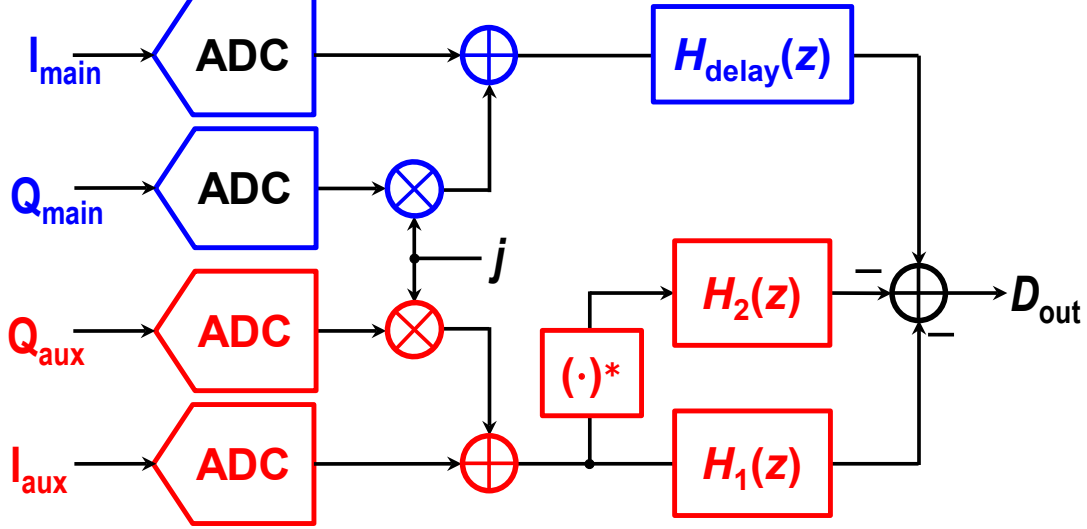 I_main
ADC
H_delay(z)
Q_main
ADC
j
Q_aux
ADC
H_2(z)
−
D_out
−
(·)*
I_aux
ADC
H_1(z)